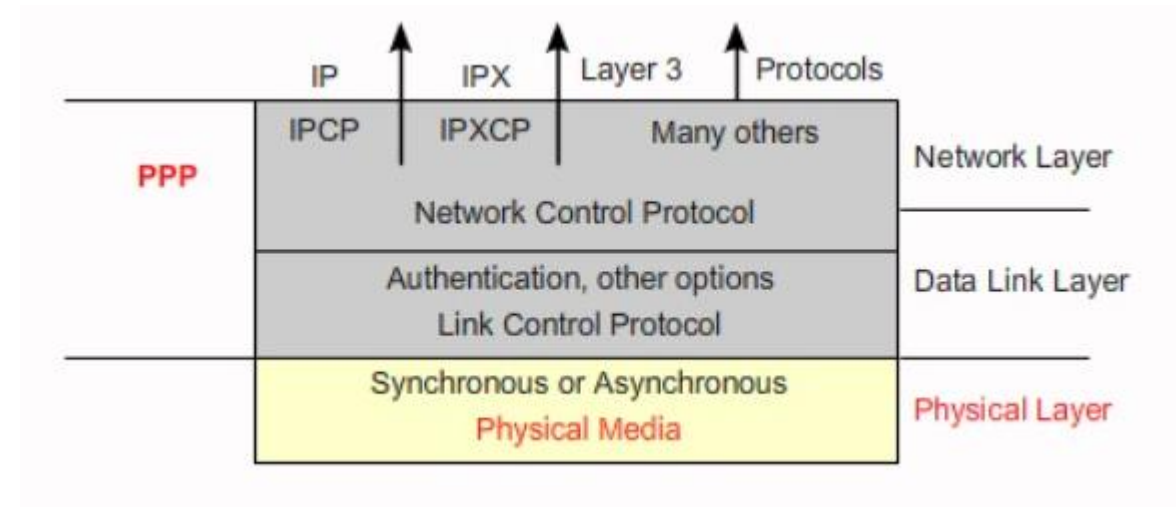 IP IPX Layer 3 Protocols
IPCP IPXCP Many others
PPP
Network Layer
Network Control Protocol
Authentication, other options
Data Link Layer
Link Control Protocol
Synchronous or Asynchronous
Physical Media
Physical Layer